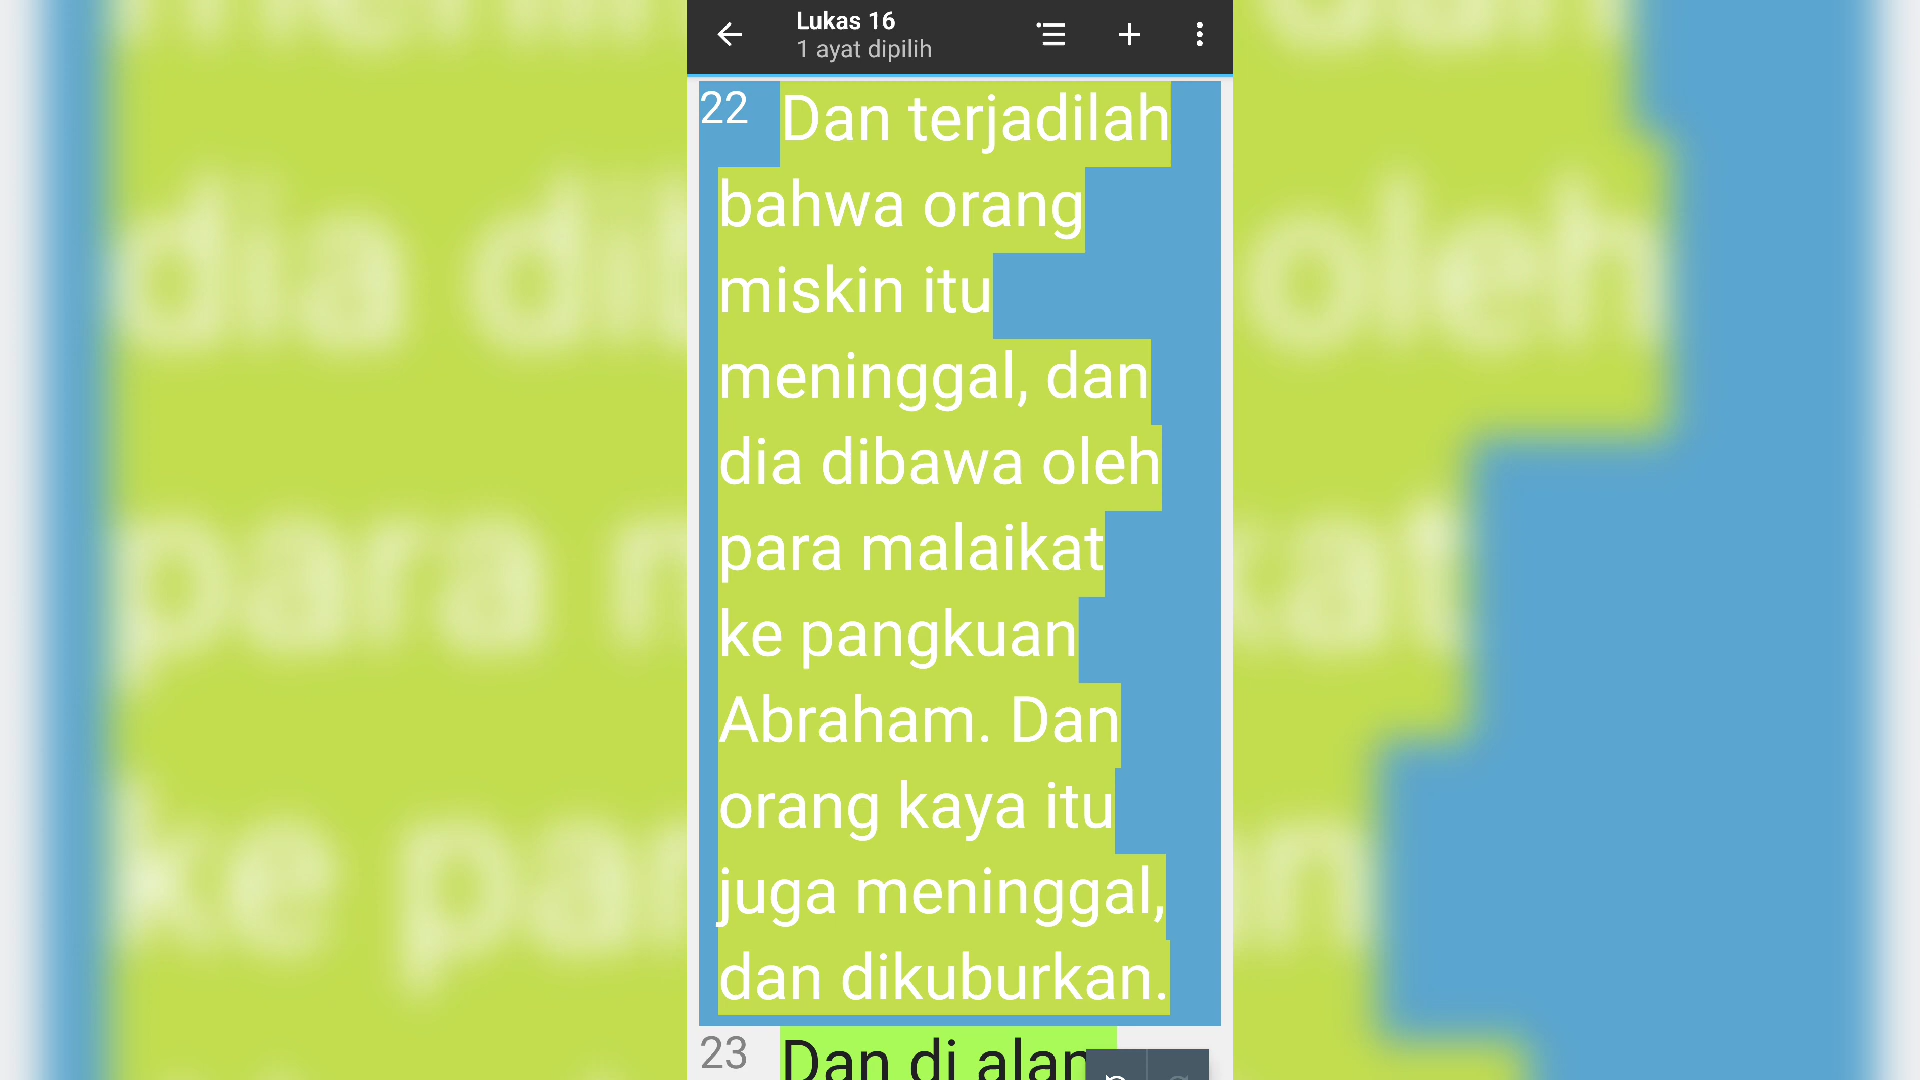 Lukas 16
1 ayat dipilih
22 Dan terjadilah
bahwa orang
miskin itu
meninggal, dan
dia dibawa oleh
para malaikat
ke pangkuan
Abraham. Dan
orang kaya itu
juga meninggal,
dan dikuburkan.
23 Dan di